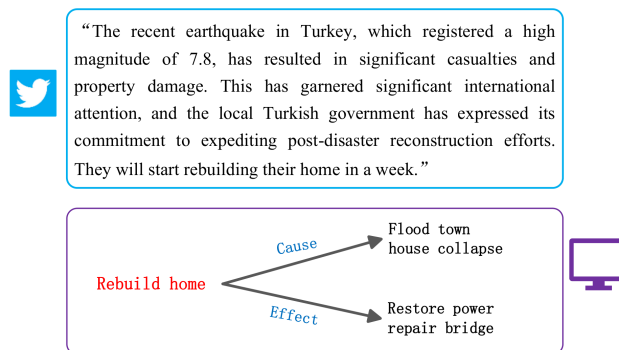 “The recent earthquake in Turkey, which registered a high
magnitude of 7.8, has resulted in significant casualties and
property damage. This has garnered significant international
attention, and the local Turkish government has expressed its
commitment to expediting post-disaster reconstruction efforts.
They will start rebuilding their home in a week.”
Flood town
house collapse
Cause
Rebuild home
Effect
Restore power
repair bridge